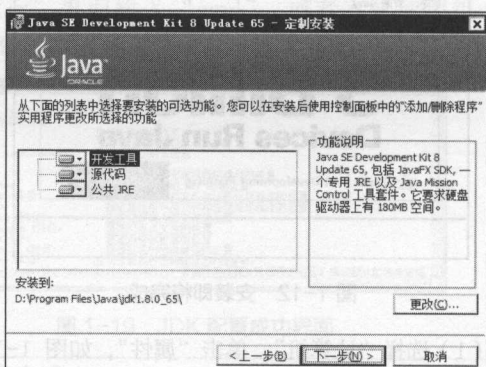 Java SE Development Kit 8 Update 65 - 定制安装
Java
ORACLE
从下面的列表中选择要安装的可选功能。您可以在安装后使用控制面板中的“添加/删除程序”
实用程序更改所选择的功能
开发工具
源代码
公共 JRE
功能说明
Java SE Development Kit 8
Update 65, 包括 JavaFX SDK, 一
个专用 JRE 以及 Java Mission
Control 工具套件。它要求硬盘
驱动器上有 180MB 空间。
安装到:
D:\Program Files\Java\jdk1.8.0_65\
更改(C)...
<上一步(B)
下一步(N) >
取消